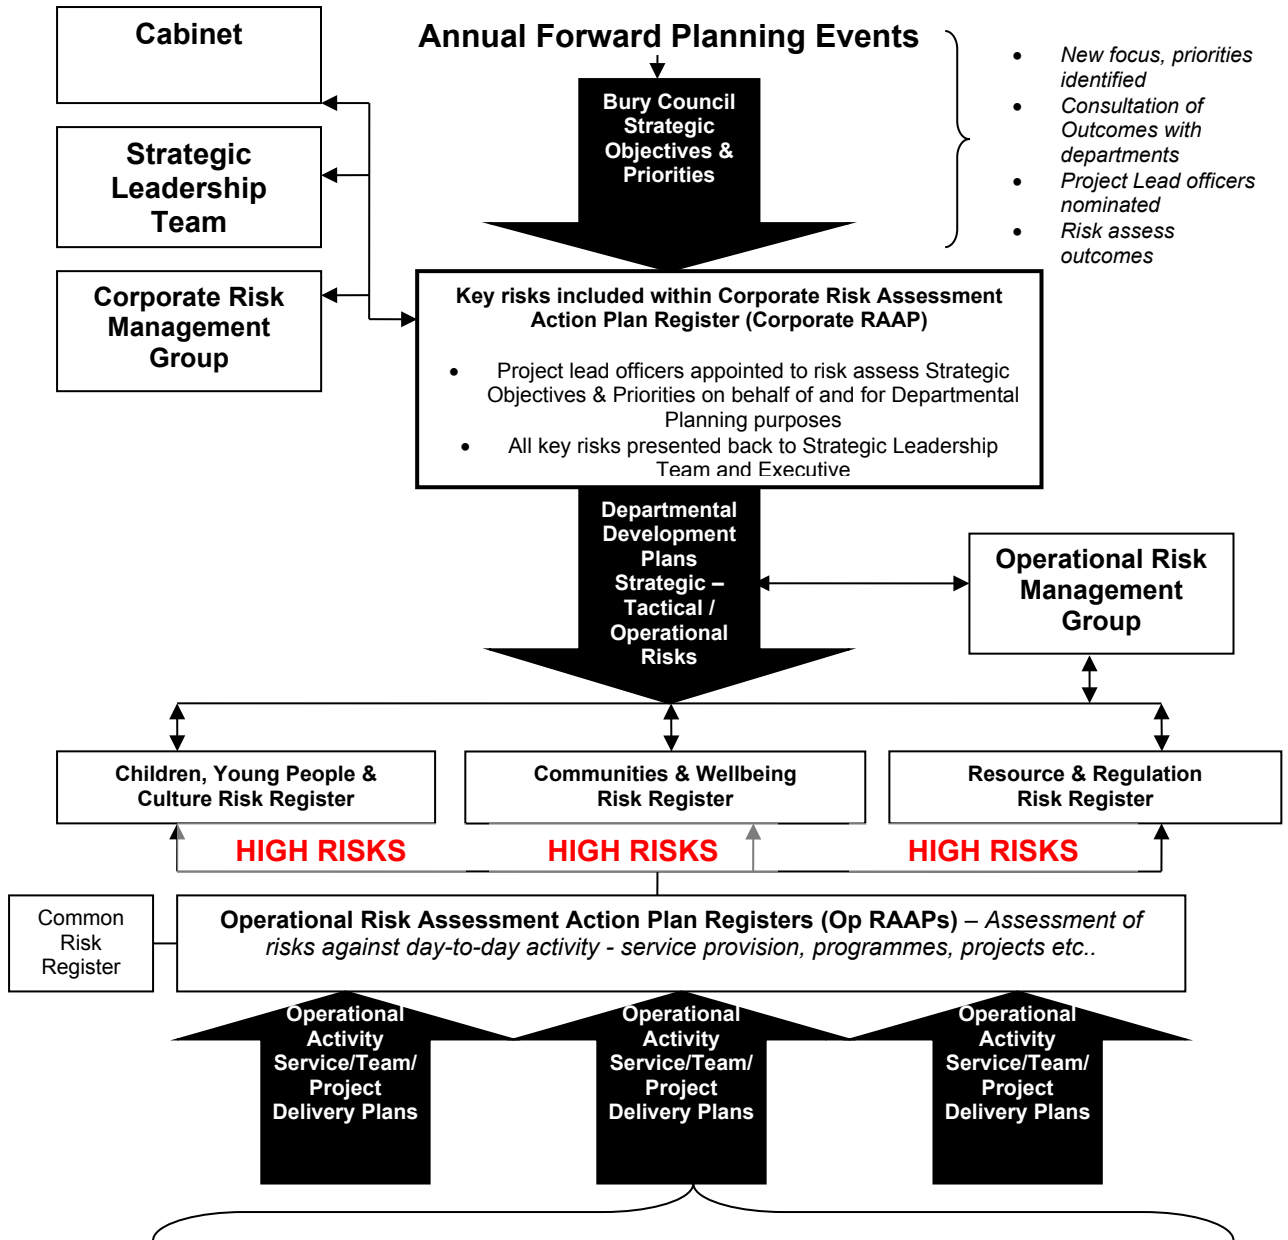 Cabinet
Annual Forward Planning Events
• New focus, priorities
identified
• Consultation of
Outcomes with
departments
• Project Lead officers
nominated
• Risk assess
outcomes
Bury Council
Strategic
Objectives &
Priorities
Strategic
Leadership
Team
Corporate Risk
Management
Group
Key risks included within Corporate Risk Assessment
Action Plan Register (Corporate RAAP)
• Project lead officers appointed to risk assess Strategic
Objectives & Priorities on behalf of and for Departmental
Planning purposes
• All key risks presented back to Strategic Leadership
Team and Executive
Departmental
Development
Plans
Strategic –
Tactical /
Operational
Risks
Operational Risk
Management
Group
Children, Young People &
Culture Risk Register
Communities & Wellbeing
Risk Register
Resource & Regulation
Risk Register
HIGH RISKS
HIGH RISKS
HIGH RISKS
Common
Risk
Register
Operational Risk Assessment Action Plan Registers (Op RAAPs) – Assessment of
risks against day-to-day activity - service provision, programmes, projects etc..
Operational
Activity
Service/Team/
Project
Delivery Plans
Operational
Activity
Service/Team/
Project
Delivery Plans
Operational
Activity
Service/Team/
Project
Delivery Plans